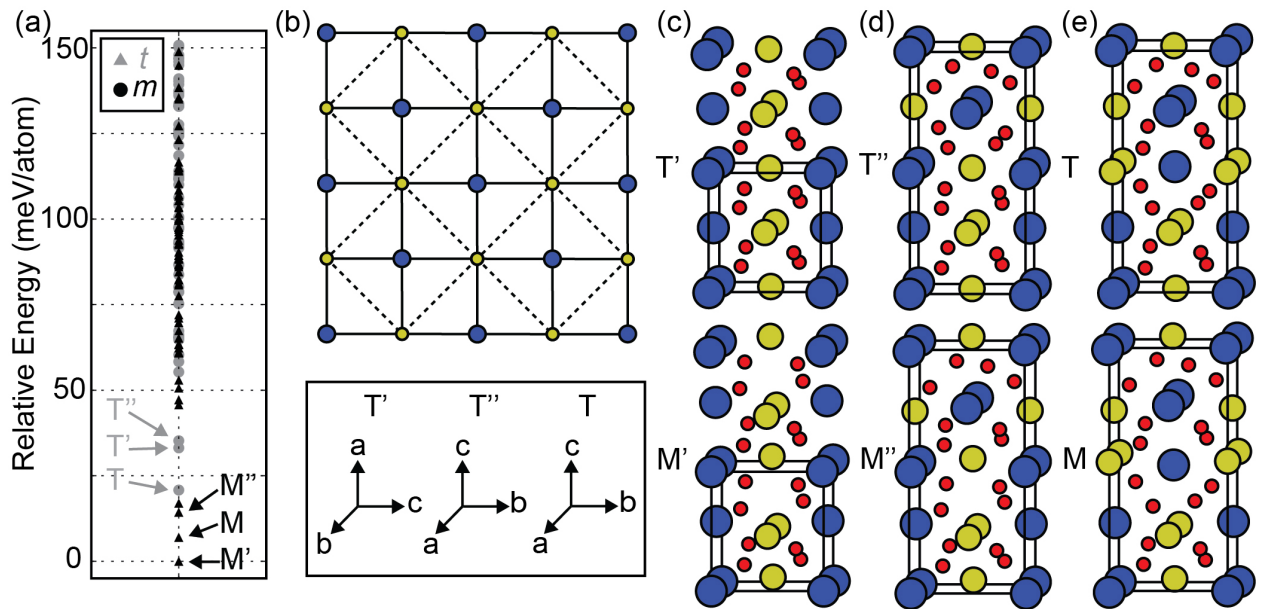 (a)
(b)
(c)
(d)
(e)
Relative Energy (meV/atom)
150
100
50
0
t
m
T''
T'
T
M''
M
M'
T' T'' T
a
c
b
c
b
a
c
b
a
T'
M'
T''
M''
T
M